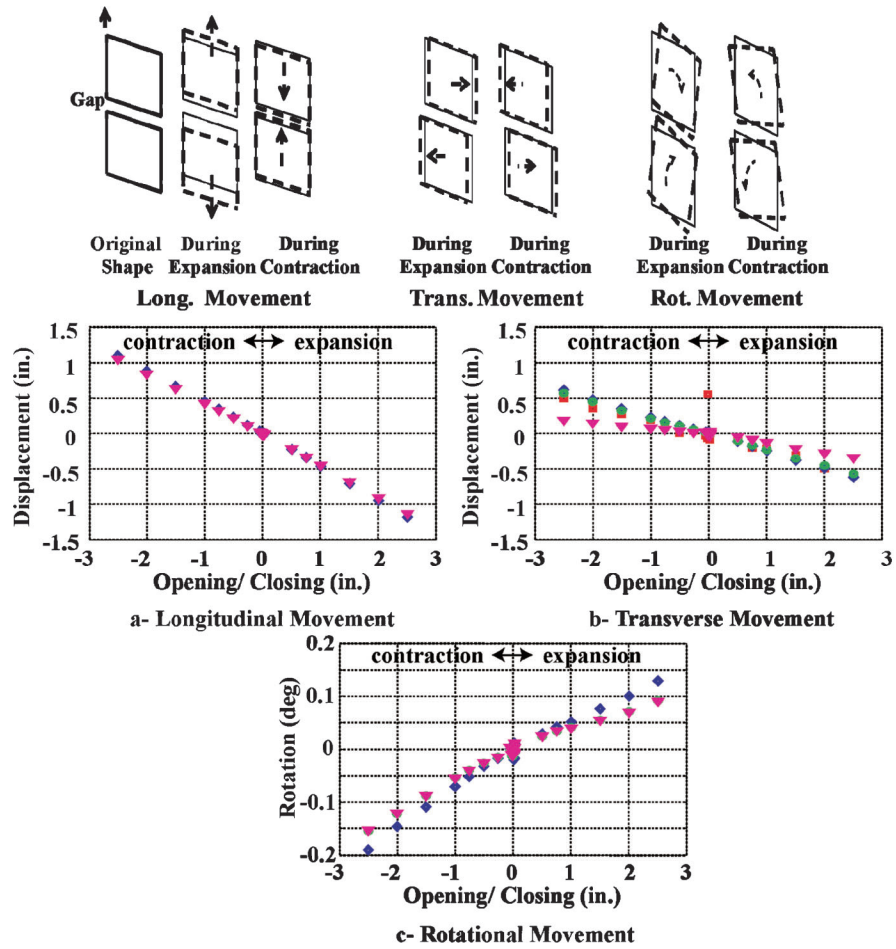 Gap
Original
Shape
During
Expansion
During
Contraction
Long. Movement
During
Expansion
During
Contraction
Trans. Movement
During
Expansion
During
Contraction
Rot. Movement
contraction expansion
Displacement (in.)
1.5
1
0.5
0
-0.5
-1
-1.5
-3 -2 -1 0 1 2 3
Opening/ Closing (in.)
a- Longitudinal Movement
contraction expansion
Displacement (in.)
1.5
1
0.5
0
-0.5
-1
-1.5
-3 -2 -1 0 1 2 3
Opening/ Closing (in.)
b- Transverse Movement
contraction expansion
Rotation (deg)
0.2
0.1
0
-0.1
-0.2
-3 -2 -1 0 1 2 3
Opening/ Closing (in.)
c- Rotational Movement